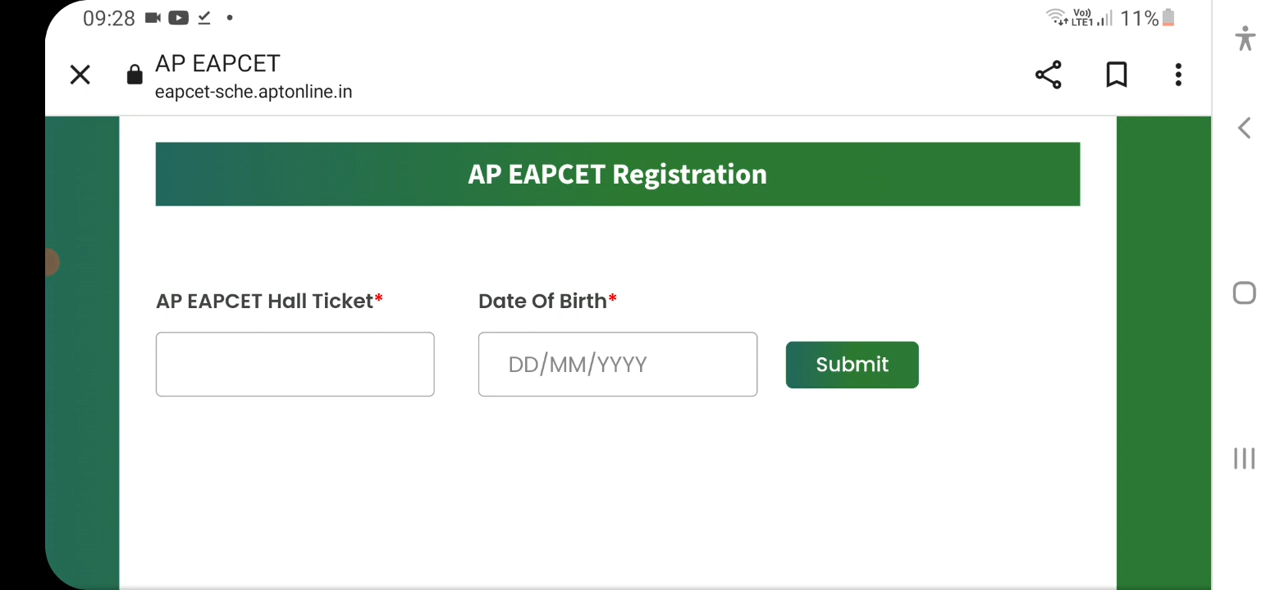 09:28
Vo)) LTE1 11%
AP EAPCET
eapcet-sche.aptonline.in
AP EAPCET Registration
AP EAPCET Hall Ticket* Date Of Birth*
DD/MM/YYYY Submit